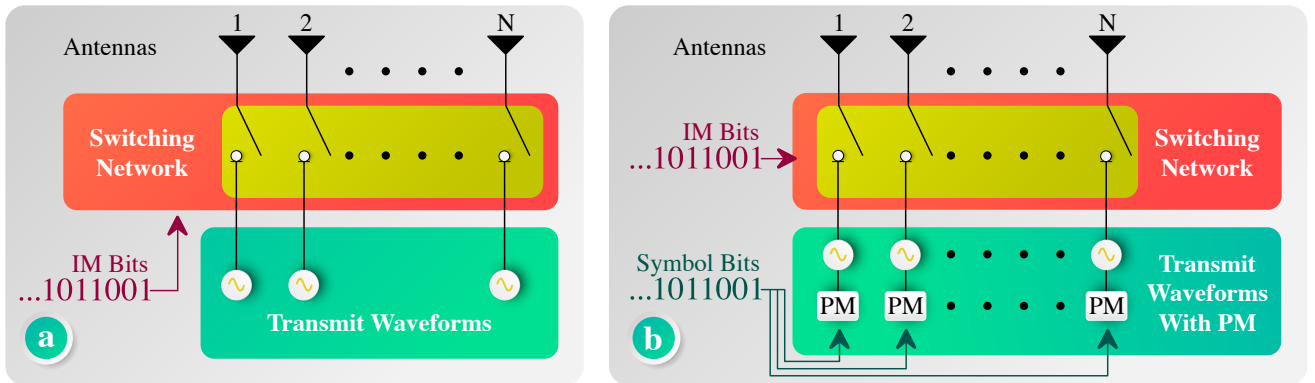 1 2 N
Antennas
Switching
Network
IM Bits
...1011001
Transmit Waveforms
a
1 2 N
Antennas
IM Bits
...1011001
Switching
Network
Symbol Bits
...1011001
PM PM PM
Transmit
Waveforms
With PM
b